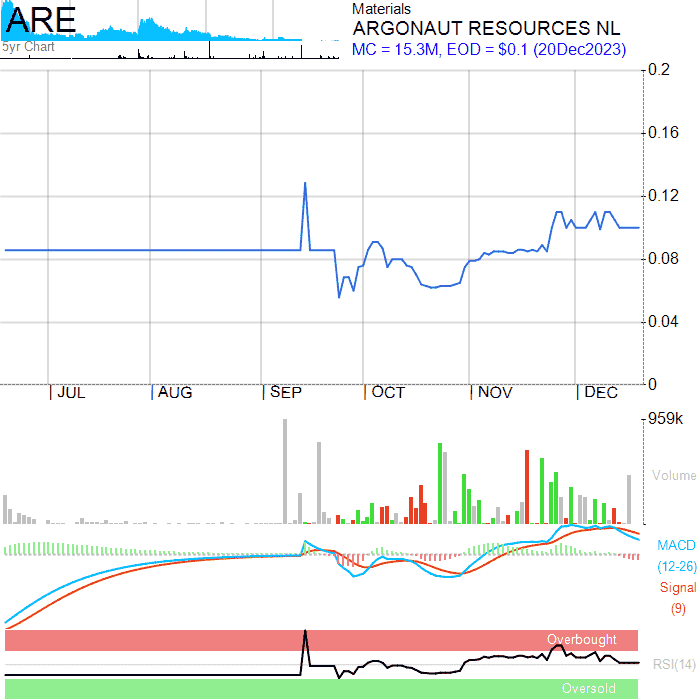 ARE
5yr Chart
Materials
ARGONAUT RESOURCES NL
MC = 15.3M, EOD = $0.1 (20Dec2023)
0.2
0.16
0.12
0.08
0.04
0
JUL
AUG
SEP
OCT
NOV
DEC
959k
Volume
MACD
(12-26)
Signal
(9)
Overbought
RSI(14)
Oversold